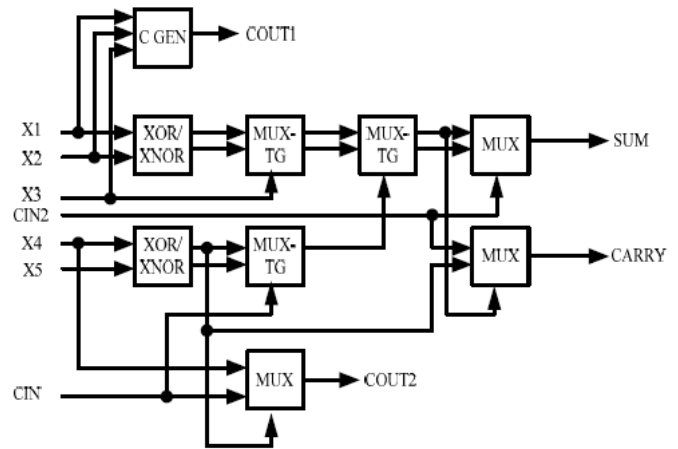 C GEN
COUT1
X1
XOR/
XNOR
MUX-
TG
MUX-
TG
MUX
SUM
X2
X3
CIN2
X4
XOR/
XNOR
MUX-
TG
MUX
CARRY
X5
CIN
MUX
COUT2